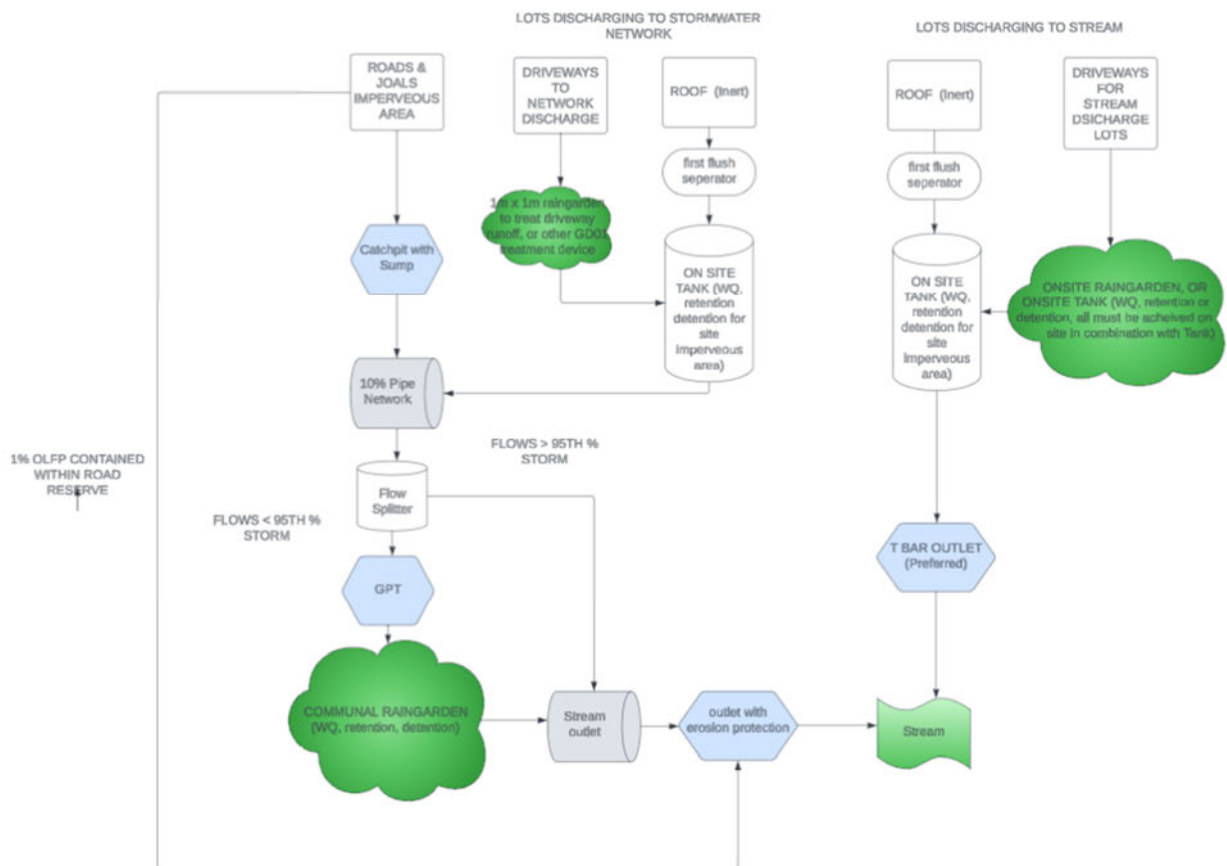 LOTS DISCHARGING TO STORMWATER
NETWORK
LOTS DISCHARGING TO STREAM
ROADS &
JOALS
IMPERVEOUS
AREA
DRIVEWAYS
TO
NETWORK
DISCHARGE
ROOF (Inert)
ROOF (Inert)
DRIVEWAYS
FOR
STREAM
DSICHARGE
LOTS
first flush
seperator
first flush
seperator
1m x 1m raingarden
to treat driveway
runoff, or other GD01
treatment device
Catchpit with
Sump
ON SITE
TANK (WQ,
retention
detention for
site
imperveous
area)
ON SITE
TANK (WQ,
retention
detention for
site
imperveous
area)
ONSITE RAINGARDEN, OR
ONSITE TANK (WQ, retention or
detention, all must be acheived on
site in combination with Tank)
10% Pipe
Network
FLOWS > 95TH %
STORM
1% OLFP CONTAINED
WITHIN ROAD
RESERVE
Flow
Splitter
FLOWS < 95TH %
STORM
T BAR OUTLET
(Preferred)
GPT
COMMUNAL RAINGARDEN
(WQ, retention, detention)
Stream
outlet
outlet with
erosion protection
Stream